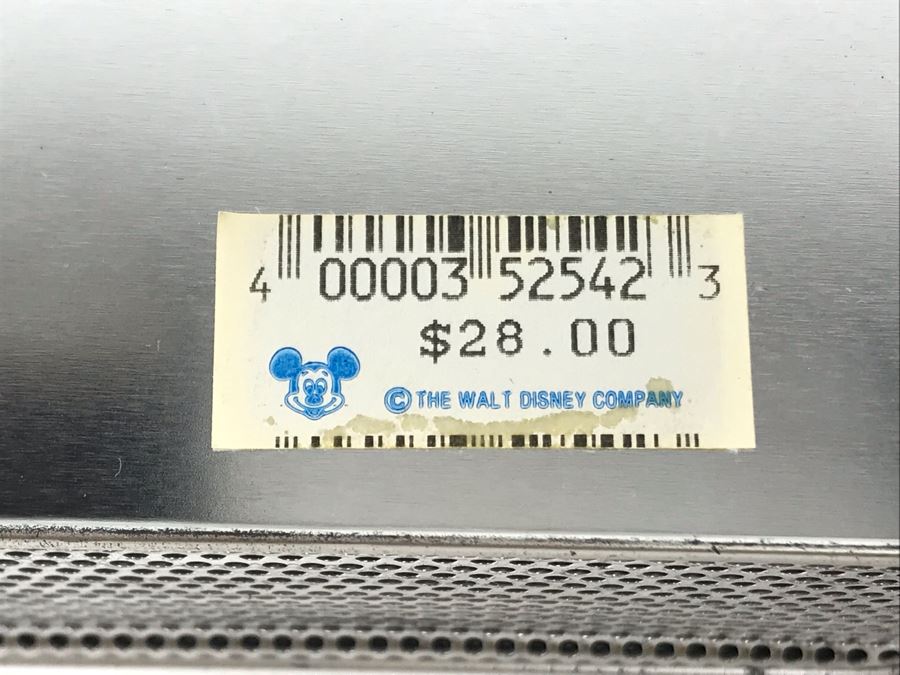 4 00003 52542 3
$28.00
© THE WALT DISNEY COMPANY